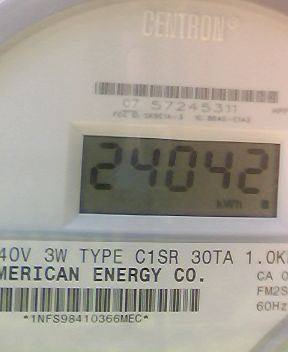 CENTRON®
07 57245311
24042
kWh
40V 3W TYPE C1SR 30TA 1.0K
MERICAN ENERGY CO.
CA 0
FM2S
60Hz
*1NFS98410366MEC*